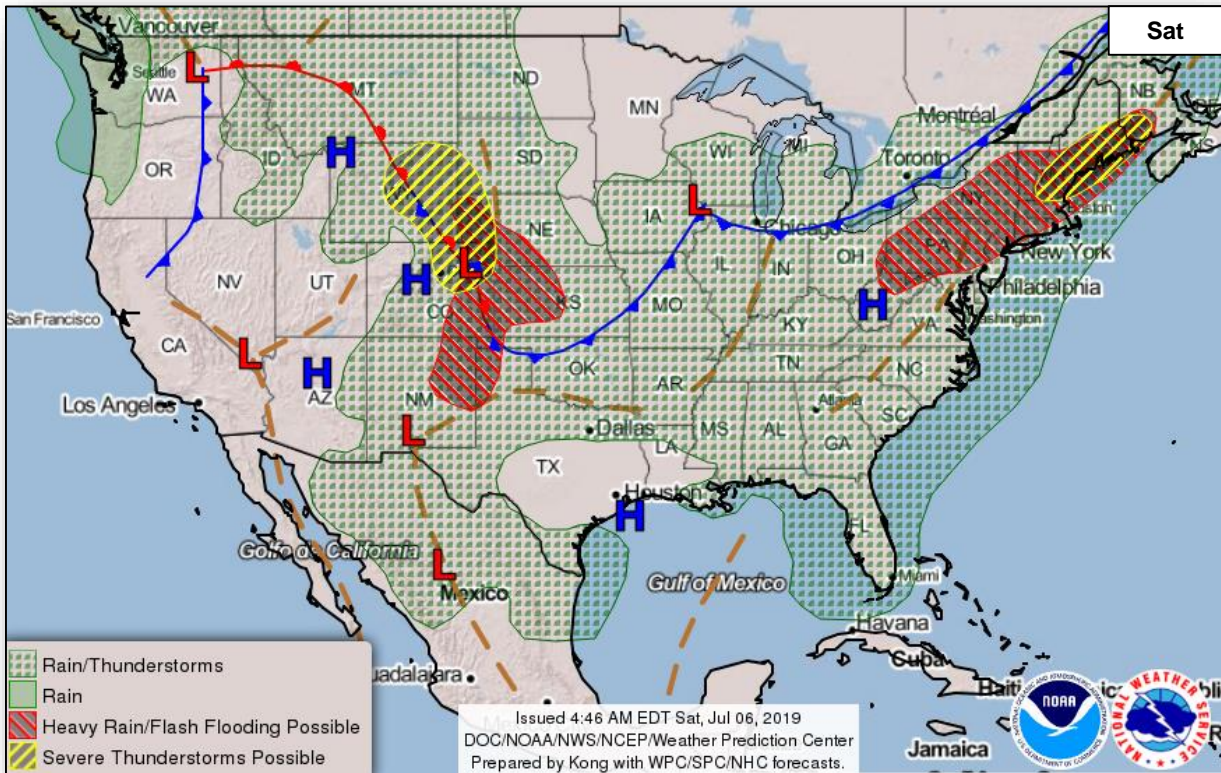 Sat
Vancouver
Seattle
WA
MT
ND
MN
NB
Montréal
NS
OR
ID
SD
WI
MI
Toronto
NY
IA
NE
Chicago
PA
New York
NV
UT
CO
KS
MO
IL
IN
OH
Philadelphia
San Francisco
KY
VA
Washington
CA
AZ
NM
OK
AR
TN
NC
Los Angeles
Dallas
MS
AL
Atlanta
GA
SC
TX
LA
Houston
FL
Golfo de California
Gulf of Mexico
Miami
Mexico
Havana
Cuba
uadalajara
Jamaica
H
H
H
H
H
L
L
L
L
L
L
Rain/Thunderstorms
Rain
Heavy Rain/Flash Flooding Possible
Severe Thunderstorms Possible
Issued 4:46 AM EDT Sat, Jul 06, 2019
DOC/NOAA/NWS/NCEP/Weather Prediction Center
Prepared by Kong with WPC/SPC/NHC forecasts.
NOAA
NATIONAL WEATHER SERVICE